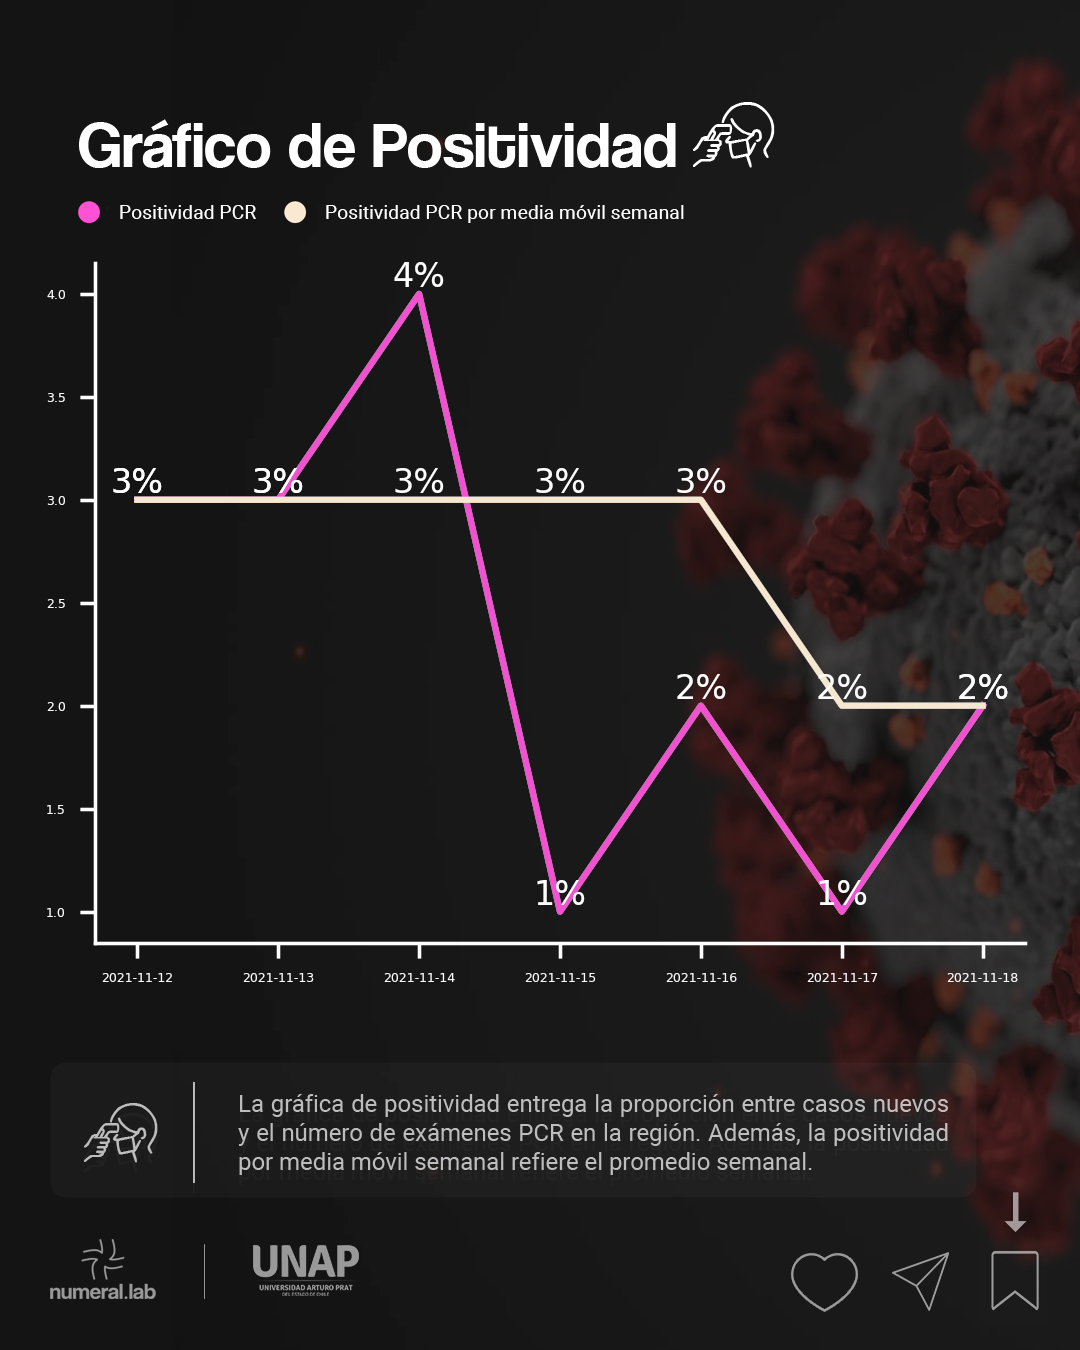 Gráfico de Positividad
Positividad PCR
Positividad PCR por media móvil semanal
4%
4.0
3.5
3% 3% 3% 3% 3%
3.0
2.5
2% 2% 2%
2.0
1.5
1% 1%
1.0
2021-11-12 2021-11-13 2021-11-14 2021-11-15 2021-11-16 2021-11-17 2021-11-18
La gráfica de positividad entrega la proporción entre casos nuevos
y el número de exámenes PCR en la región. Además, la positividad
por media móvil semanal refiere el promedio semanal.
numeral.lab
UNAP
UNIVERSIDAD ARTURO PRAT
DEL ESTADO DE CHILE